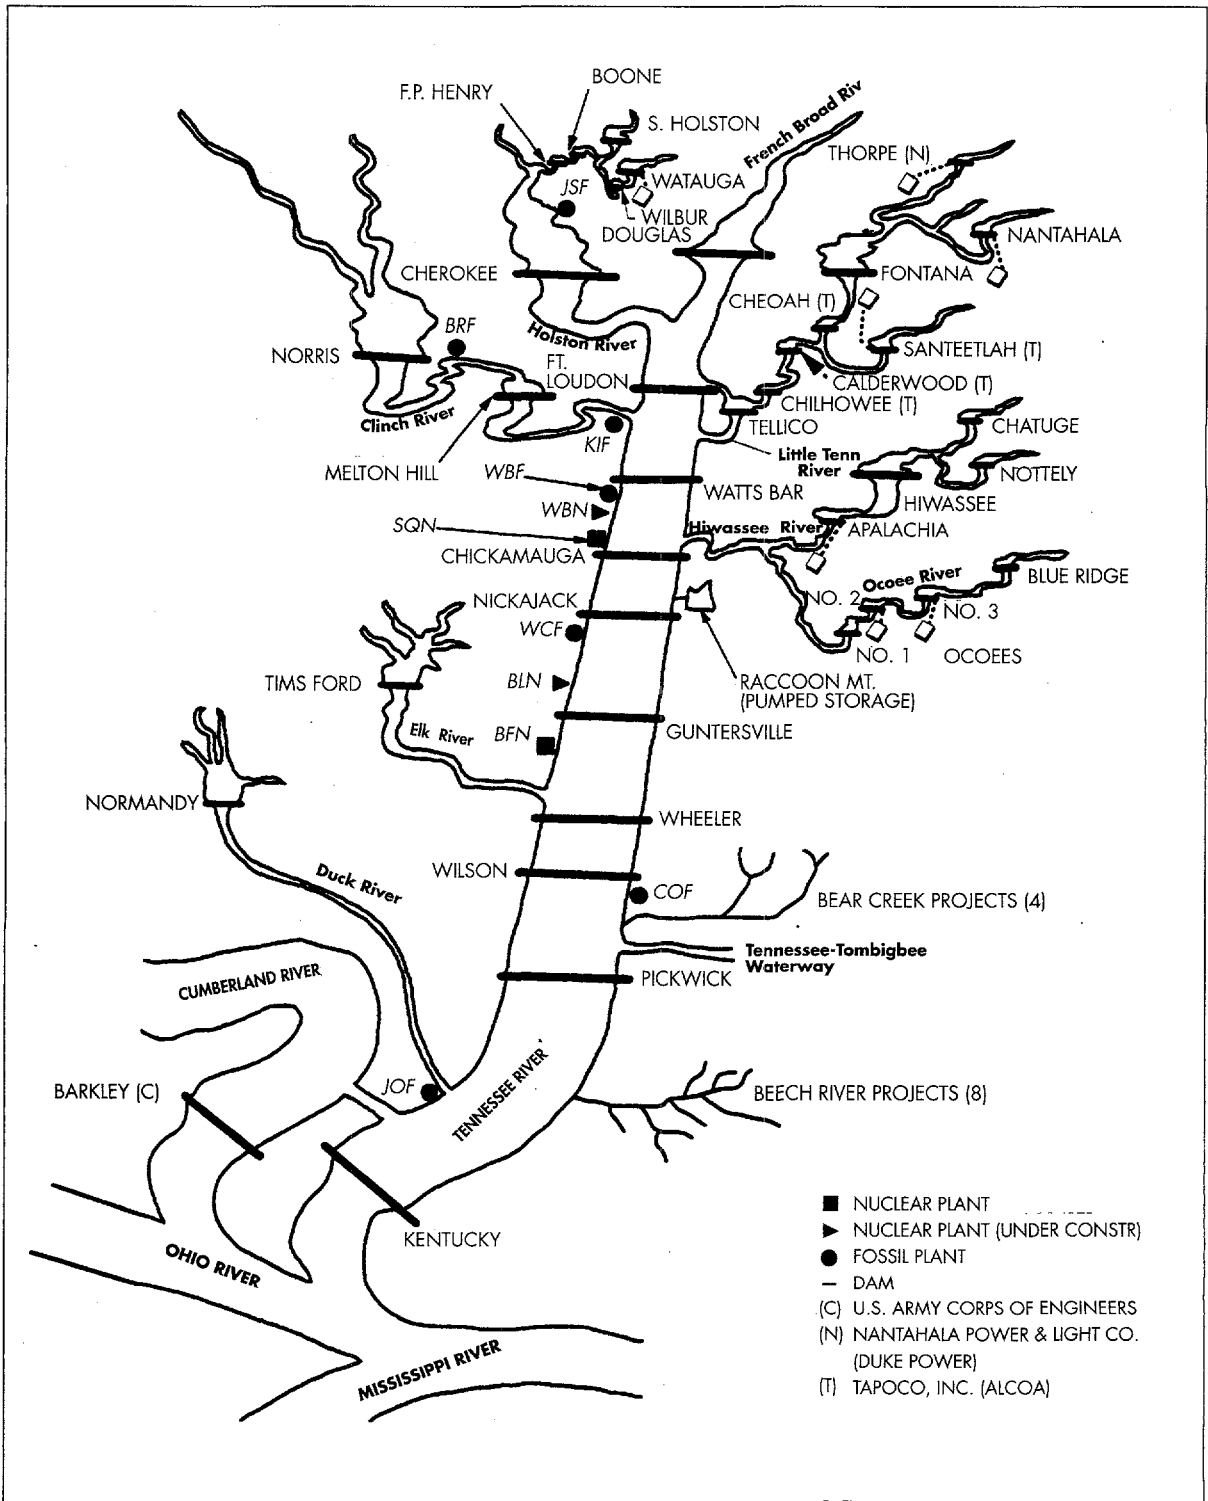 BOONE
F.P. HENRY
S. HOLSTON
French Broad Riv
THORPE (N)
JSF
WATAUGA
WILBUR
DOUGLAS
NANTAHALA
CHEROKEE
FONTANA
CHEOAH (T)
BRF
Holston River
NORRIS
FT.
LOUDON
SANTEETLAH (T)
CALDERWOOD (T)
CHILHOWEE (T)
Clinch River
TELLICO
CHATUGE
KIF
Little Tenn
River
MELTON HILL
WBF
NOTTELY
WATTS BAR
HIWASSEE
WBN
SQN
Hiwassee River
APALACHIA
CHICKAMAUGA
Ocoee River
BLUE RIDGE
NICKAJACK
NO. 2
NO. 3
WCF
NO. 1
OCOEES
TIMS FORD
BLN
RACCOON MT.
(PUMPED STORAGE)
Elk River
BFN
GUNTERSVILLE
NORMANDY
WHEELER
WILSON
Duck River
COF
BEAR CREEK PROJECTS (4)
Tennessee-Tombigbee
Waterway
CUMBERLAND RIVER
PICKWICK
JOF
TENNESSEE RIVER
BARKLEY (C)
BEECH RIVER PROJECTS (8)
KENTUCKY
OHIO RIVER
MISSISSIPPI RIVER
NUCLEAR PLANT
NUCLEAR PLANT (UNDER CONSTR)
FOSSIL PLANT
DAM
(C) U.S. ARMY CORPS OF ENGINEERS
(N) NANTAHALA POWER & LIGHT CO.
(DUKE POWER)
(T) TAPOCO, INC. (ALCOA)